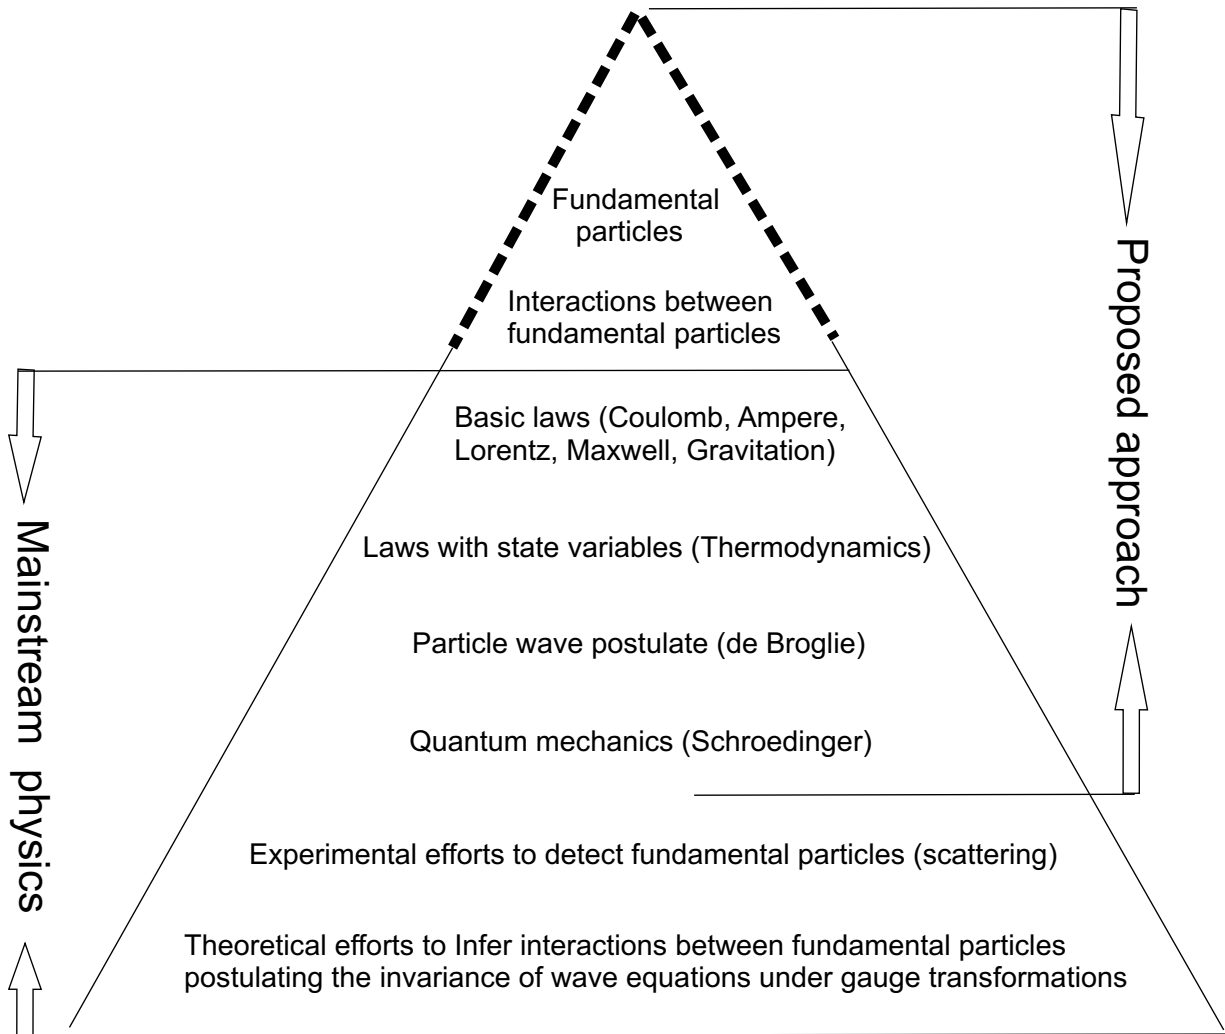 Fundamental
particles
Interactions between
fundamental particles
Basic laws (Coulomb, Ampere,
Lorentz, Maxwell, Gravitation)
Laws with state variables (Thermodynamics)
Particle wave postulate (de Broglie)
Quantum mechanics (Schroedinger)
Experimental efforts to detect fundamental particles (scattering)
Theoretical efforts to Infer interactions between fundamental particles
postulating the invariance of wave equations under gauge transformations
Mainstream physics
Proposed approach